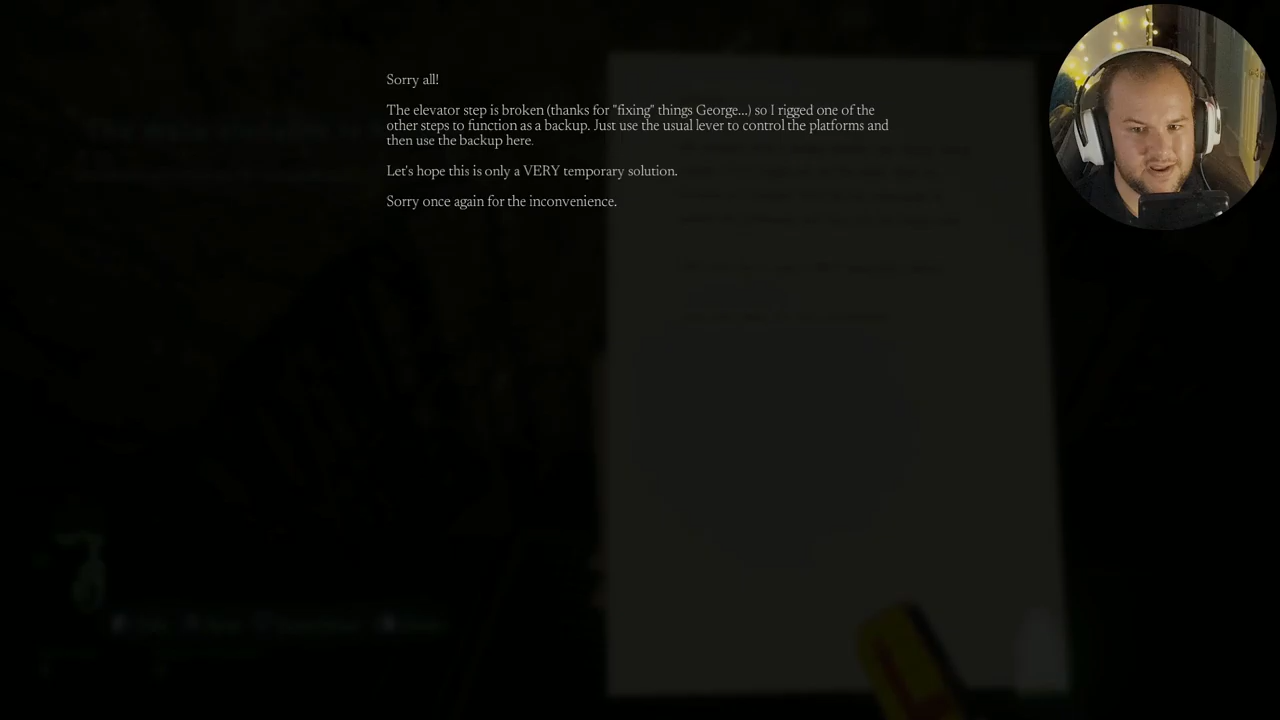 Sorry all!
The elevator step is broken (thanks for "fixing" things George...) so I rigged one of the
other steps to function as a backup. Just use the usual lever to control the platforms and
then use the backup here.
Let's hope this is only a VERY temporary solution.
Sorry once again for the inconvenience.